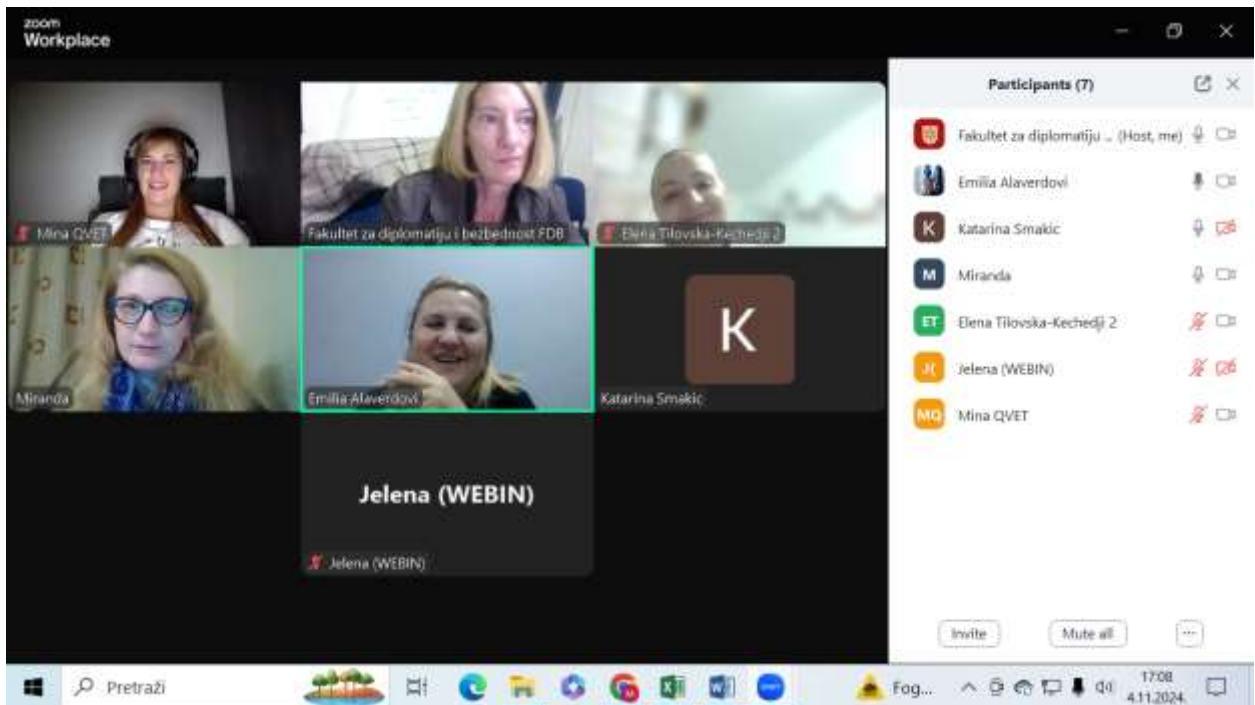 zoom
Workplace
Mina QVET
Fakultet za diplomatiju i bezbednost FDB
Elena Tilovska-Kechedji 2
Miranda
Emilia Alaverdovi
K
Katarina Smakic
Jelena (WEBIN)
Jelena (WEBIN)
Participants (7)
Fakultet za diplomatiju ... (Host, me)
Emilia Alaverdovi
K Katarina Smakic
M Miranda
ET Elena Tilovska-Kechedji 2
J( Jelena (WEBIN)
MQ Mina QVET
Invite Mute all ...
Pretraži
Fog...
17:08
4.11.2024.